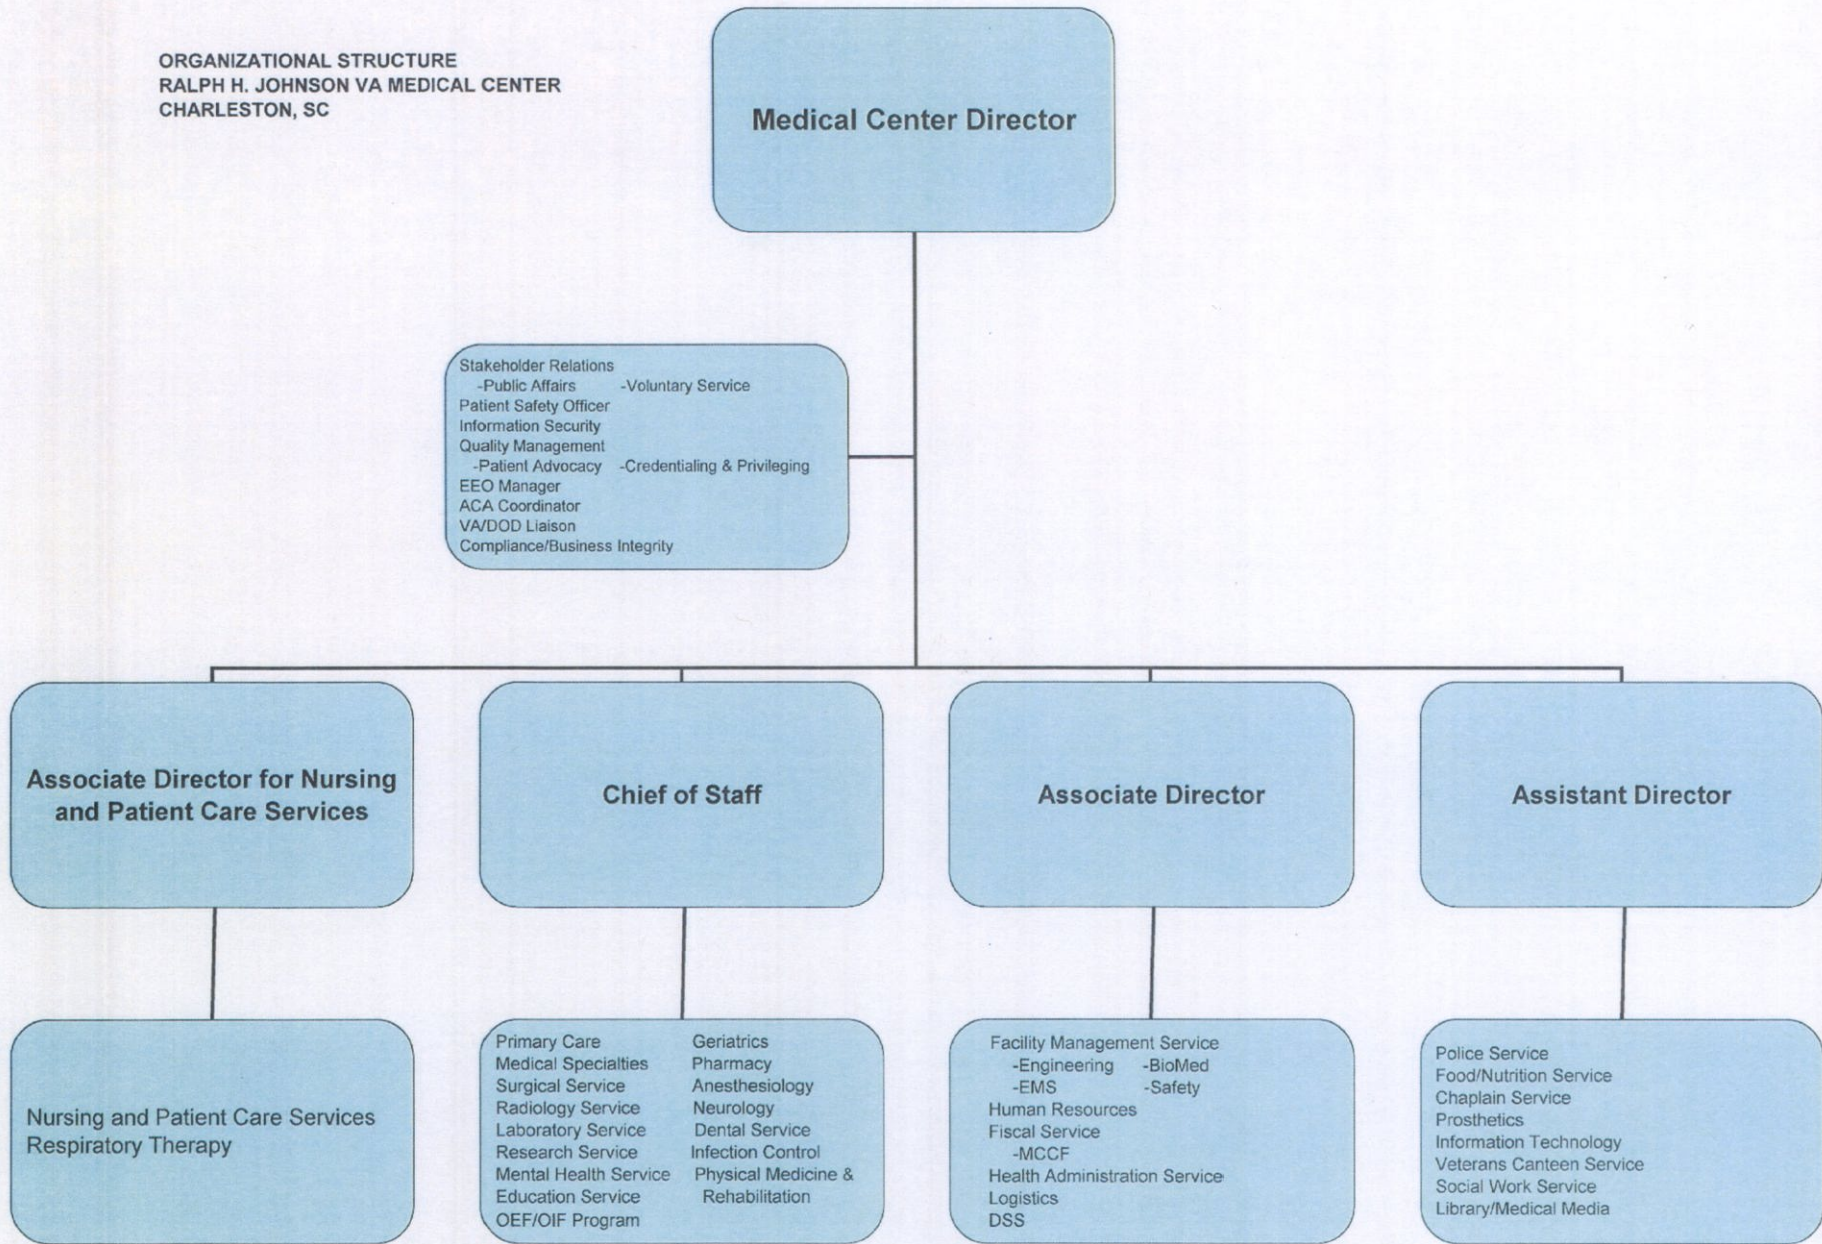 ORGANIZATIONAL STRUCTURE
RALPH H. JOHNSON VA MEDICAL CENTER
CHARLESTON, SC
Medical Center Director
Stakeholder Relations
-Public Affairs -Voluntary Service
Patient Safety Officer
Information Security
Quality Management
-Patient Advocacy -Credentialing & Privileging
EEO Manager
ACA Coordinator
VA/DOD Liaison
Compliance/Business Integrity
Associate Director for Nursing
and Patient Care Services
Chief of Staff
Associate Director
Assistant Director
Nursing and Patient Care Services
Respiratory Therapy
Primary Care
Medical Specialties
Surgical Service
Radiology Service
Laboratory Service
Research Service
Mental Health Service
Education Service
OEF/OIF Program
Geriatrics
Pharmacy
Anesthesiology
Neurology
Dental Service
Infection Control
Physical Medicine &
Rehabilitation
Facility Management Service
-Engineering -BioMed
-EMS -Safety
Human Resources
Fiscal Service
-MCCF
Health Administration Service
Logistics
DSS
Police Service
Food/Nutrition Service
Chaplain Service
Prosthetics
Information Technology
Veterans Canteen Service
Social Work Service
Library/Medical Media